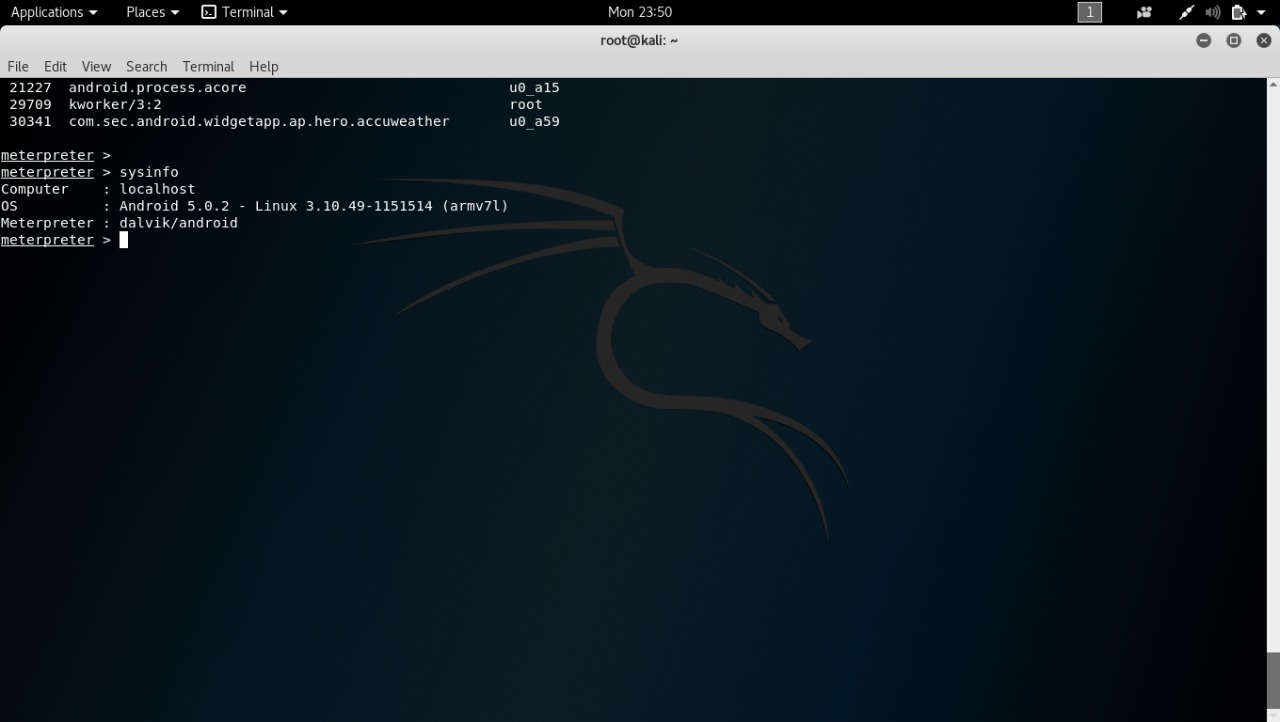 Applications Places Terminal Mon 23:50 1
root@kali: ~
File Edit View Search Terminal Help
21227 android.process.acore u0_a15
29709 kworker/3:2 root
30341 com.sec.android.widgetapp.ap.hero.accuweather u0_a59
meterpreter >
meterpreter > sysinfo
Computer : localhost
OS : Android 5.0.2 - Linux 3.10.49-1151514 (armv7l)
Meterpreter : dalvik/android
meterpreter >